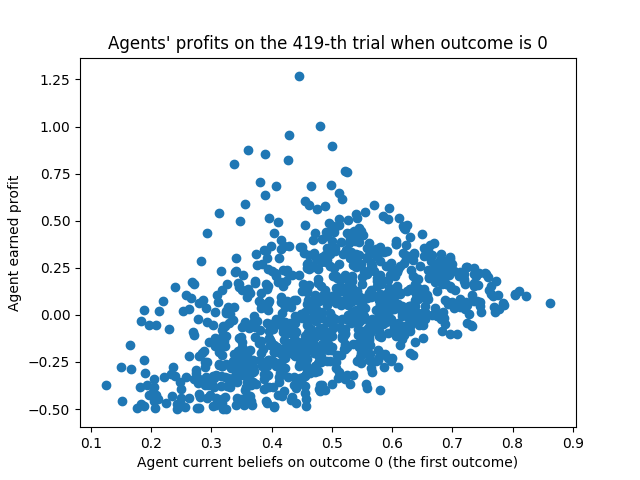 Agents' profits on the 419-th trial when outcome is 0
1.25
1.00
0.75
0.50
0.25
0.00
−0.25
−0.50
Agent earned profit
0.1 0.2 0.3 0.4 0.5 0.6 0.7 0.8 0.9
Agent current beliefs on outcome 0 (the first outcome)